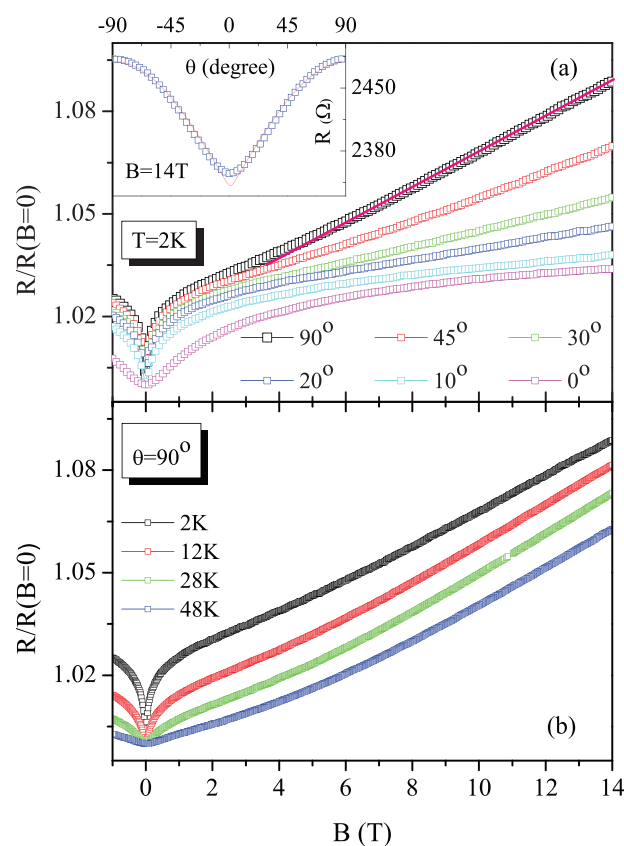 -90 -45 0 45 90
θ (degree)
(a)
1.08
2450
R (Ω)
2380
B=14T
1.05
R/R(B=0)
T=2K
1.02
90° 45° 30°
20° 10° 0°
θ=90°
1.08
2K
12K
28K
48K
1.05
R/R(B=0)
1.02
(b)
0 2 4 6 8 10 12 14
B (T)